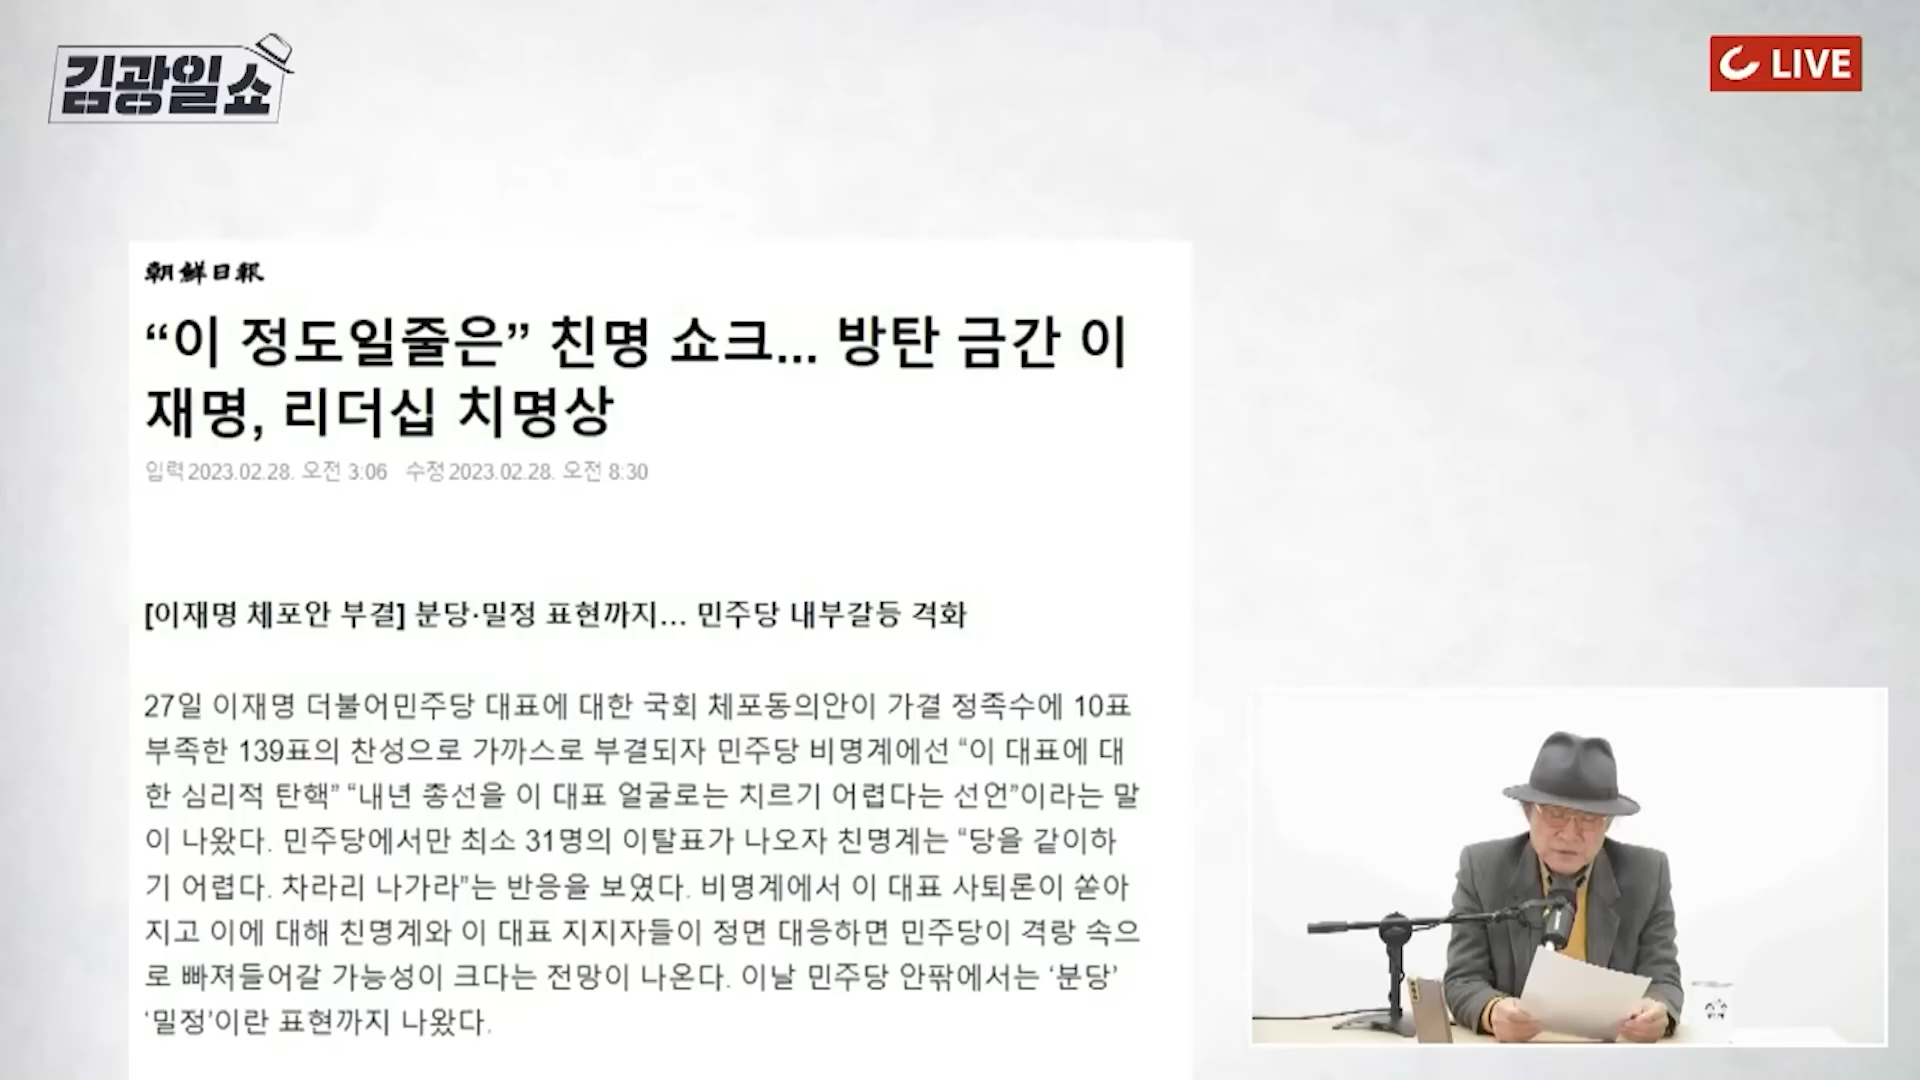 김광일쇼
LIVE
朝鮮日報
“이 정도일줄은” 친명 쇼크... 방탄 금간 이
재명, 리더십 치명상
입력 2023.02.28. 오전 3:06 수정 2023.02.28. 오전 8:30
[이재명 체포안 부결] 분당·밀정 표현까지... 민주당 내부갈등 격화
27일 이재명 더불어민주당 대표에 대한 국회 체포동의안이 가결 정족수에 10표
부족한 139표의 찬성으로 가까스로 부결되자 민주당 비명계에선 “이 대표에 대
한 심리적 탄핵” “내년 총선을 이 대표 얼굴로는 치르기 어렵다는 선언”이라는 말
이 나왔다. 민주당에서만 최소 31명의 이탈표가 나오자 친명계는 “당을 같이하
기 어렵다. 차라리 나가라”는 반응을 보였다. 비명계에서 이 대표 사퇴론이 쏟아
지고 이에 대해 친명계와 이 대표 지지자들이 정면 대응하면 민주당이 격랑 속으
로 빠져들어갈 가능성이 크다는 전망이 나온다. 이날 민주당 안팎에서는 ‘분당’
‘밀정’이란 표현까지 나왔다.